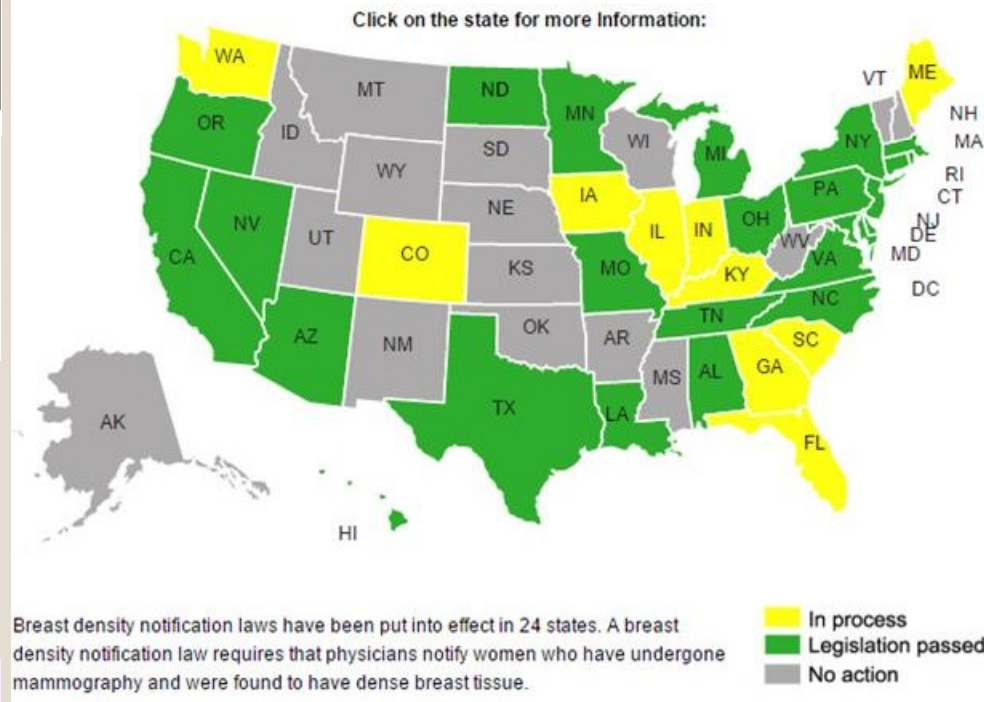 Click on the state for more Information:
WA
MT
ND
MN
VT
ME
NH
OR
ID
SD
WI
MI
NY
MA
WY
RI
IA
PA
CT
NV
NE
OH
NJ
UT
CO
IL
IN
WV
DE
CA
KS
MO
KY
VA
MD
DC
NC
AZ
NM
OK
AR
TN
SC
MS
AL
GA
TX
LA
AK
FL
HI
Breast density notification laws have been put into effect in 24 states. A breast
density notification law requires that physicians notify women who have undergone
mammography and were found to have dense breast tissue.
In process
Legislation passed
No action